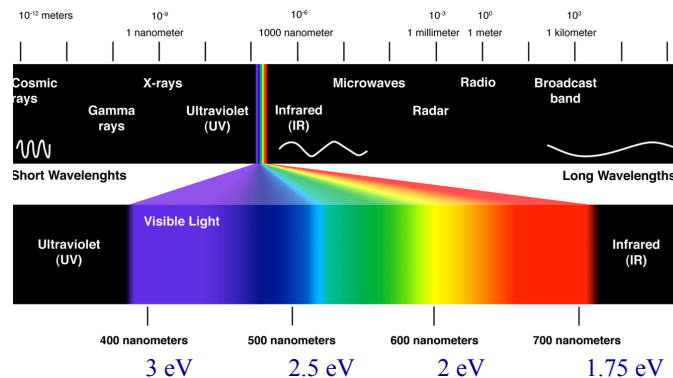 10-12 meters 10-9 10-6 10-3 100 103
1 nanometer 1000 nanometer 1 millimeter 1 meter 1 kilometer
Cosmic rays
X-rays
Microwaves
Radio
Broadcast band
Gamma rays
Ultraviolet (UV)
Infrared (IR)
Radar
Short Wavelenghts
Long Wavelengths
Visible Light
Ultraviolet (UV)
Infrared (IR)
400 nanometers 500 nanometers 600 nanometers 700 nanometers
3 eV 2.5 eV 2 eV 1.75 eV